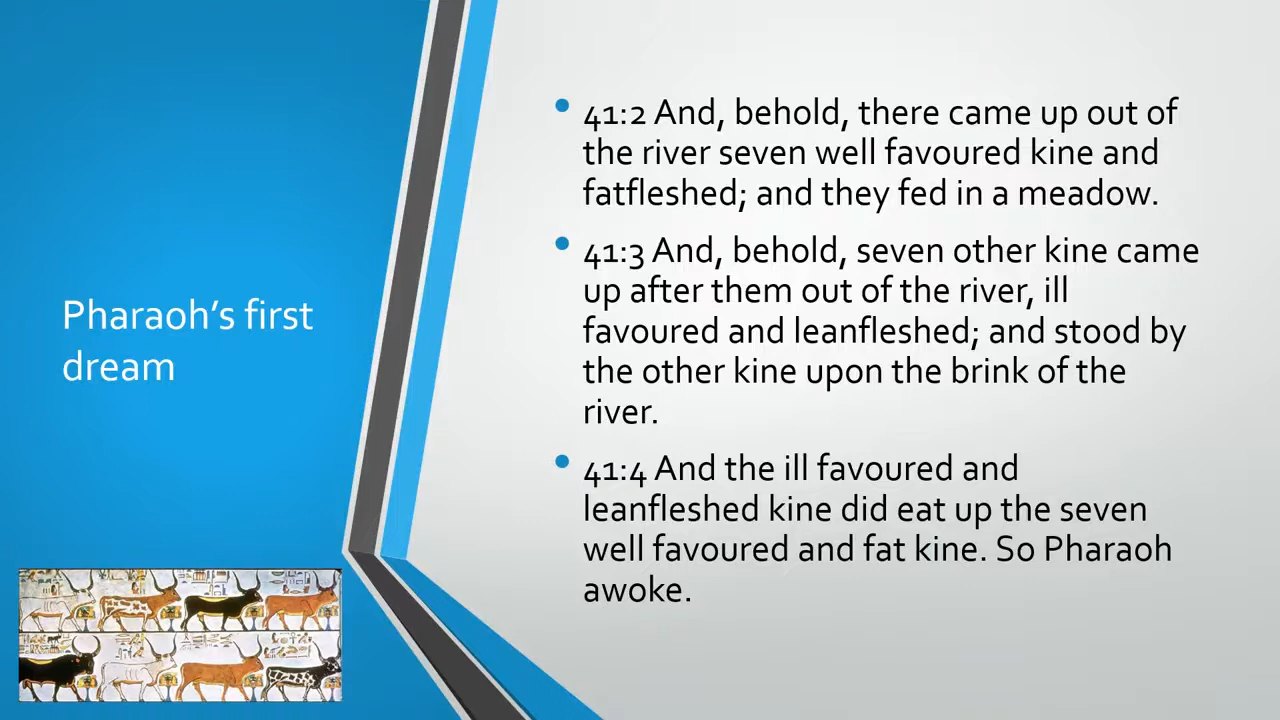 Pharaoh’s first
dream
• 41:2 And, behold, there came up out of
the river seven well favoured kine and
fatfleshed; and they fed in a meadow.
• 41:3 And, behold, seven other kine came
up after them out of the river, ill
favoured and leanfleshed; and stood by
the other kine upon the brink of the
river.
• 41:4 And the ill favoured and
leanfleshed kine did eat up the seven
well favoured and fat kine. So Pharaoh
awoke.